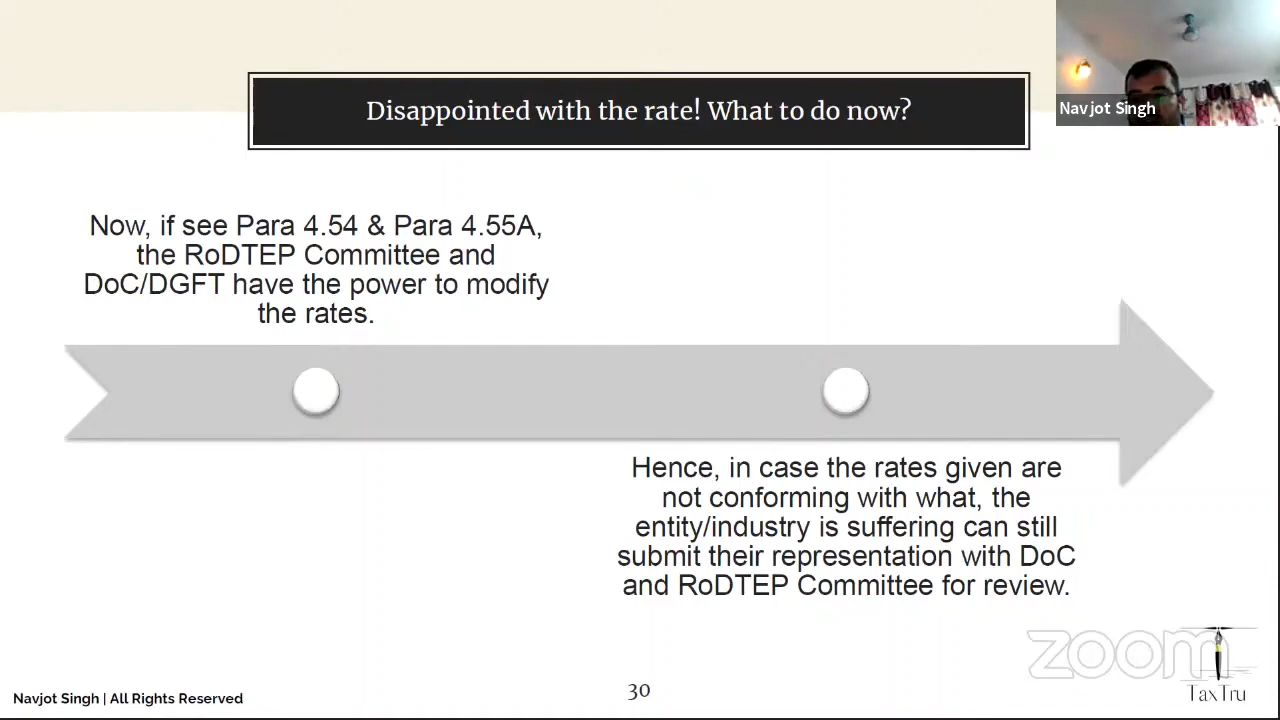 Disappointed with the rate! What to do now?
Navjot Singh
Now, if see Para 4.54 & Para 4.55A,
the RoDTEP Committee and
DoC/DGFT have the power to modify
the rates.
Hence, in case the rates given are
not conforming with what, the
entity/industry is suffering can still
submit their representation with DoC
and RoDTEP Committee for review.
zoom
TaxTru
Navjot Singh | All Rights Reserved
30